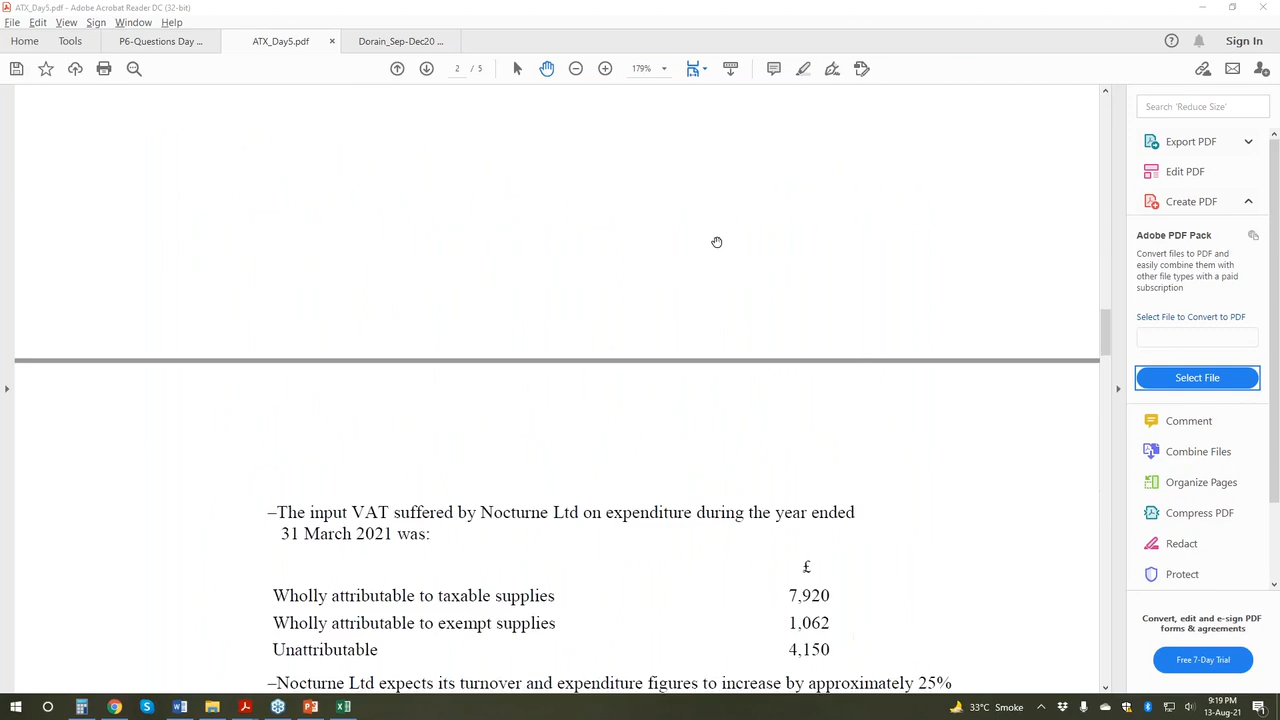 ATX_Day5.pdf - Adobe Acrobat Reader DC (32-bit)
File Edit View Sign Window Help
Home Tools P6-Questions Day ... ATX_Day5.pdf × Dorain_Sep-Dec20 ... Sign In
2 / 5 179%
Search 'Reduce Size'
Export PDF
Edit PDF
Create PDF
Adobe PDF Pack
Convert files to PDF and
easily combine them with
other file types with a paid
subscription
Select File to Convert to PDF
Select File
Comment
Combine Files
Organize Pages
Compress PDF
Redact
Protect
Convert, edit and e-sign PDF
forms & agreements
Free 7-Day Trial
–The input VAT suffered by Nocturne Ltd on expenditure during the year ended
31 March 2021 was:
£
Wholly attributable to taxable supplies 7,920
Wholly attributable to exempt supplies 1,062
Unattributable 4,150
–Nocturne Ltd expects its turnover and expenditure figures to increase by approximately 25%
33°C Smoke
9:19 PM
13-Aug-21